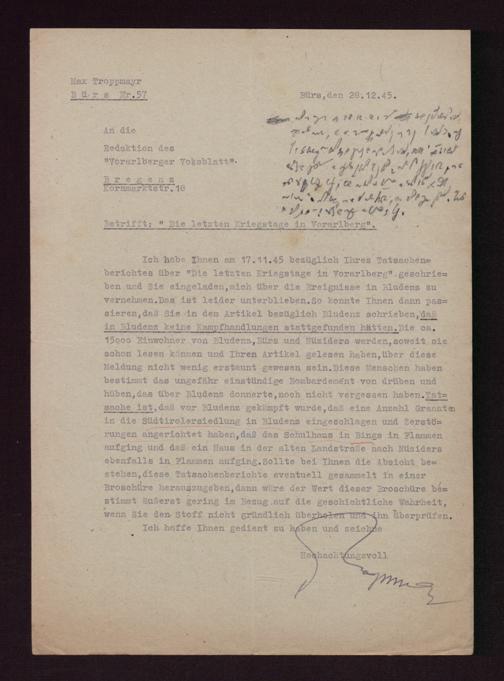 Max Troppmayr
Bürs Nr.57
Bürs,den 28.12.45.
An die
Redaktion des
"Vorarlberger Voksblatt"
Bregenz
Kornmarktstr.18
Betrifft: " Die letzten Kriegstage in Vorarlberg".
Ich habe Ihnen am 17.11.45 bezüglich Ihres Tatsachen=
berichtes über "Die letzten Kriegstage in Vorarlberg" geschrie=
ben und Sie eingeladen,mich über die Ereignisse in Bludenz zu
vernehmen.Das ist leider unterblieben.So konnte Ihnen dann pas=
sieren,daß Sie in den Artikel bezüglich Bludenz schrieben,daß
in Bludenz keine Kampfhandlungen stattgefunden hätten.Die ca.
15ooo Einwohner von Bludenz,Bürs und Nüziders werden,soweit sie
schon lesen können und Ihren Artikel gelesen haben,über diese
Meldung nicht wenig erstaunt gewesen sein.Diese Menschen haben
bestimmt das ungefähr einstündige Bombardement von drüben und
hüben,das über Bludenz donnerte,noch nicht vergessen haben.Tat=
sache ist,daß vor Bludenz gekämpft wurde,daß eine Anzahl Granaten
in die Südtirolersiedlung in Bludenz eingeschlagen und Zerstö=
rungen angerichtet haben,daß das Schulhaus in Bings in Flammen
aufging und daß ein Haus in der alten Landstraße nach Nüziders
ebenfalls in Flammen aufging.Sollte bei Ihnen die Absicht be=
stehen,diese Tatsachenberichte eventuell gesammelt in einer
Broschüre herauszugeben,dann wäre der Wert dieser Broschüre be=
stimmt äußerst gering im Bezug auf die geschichtliche Wahrheit,
wenn Sie den Stoff nicht gründlich überholen und ihn überprüfen.
Ich hoffe Ihnen gedient zu haben und zeichne
Hochachtungsvoll